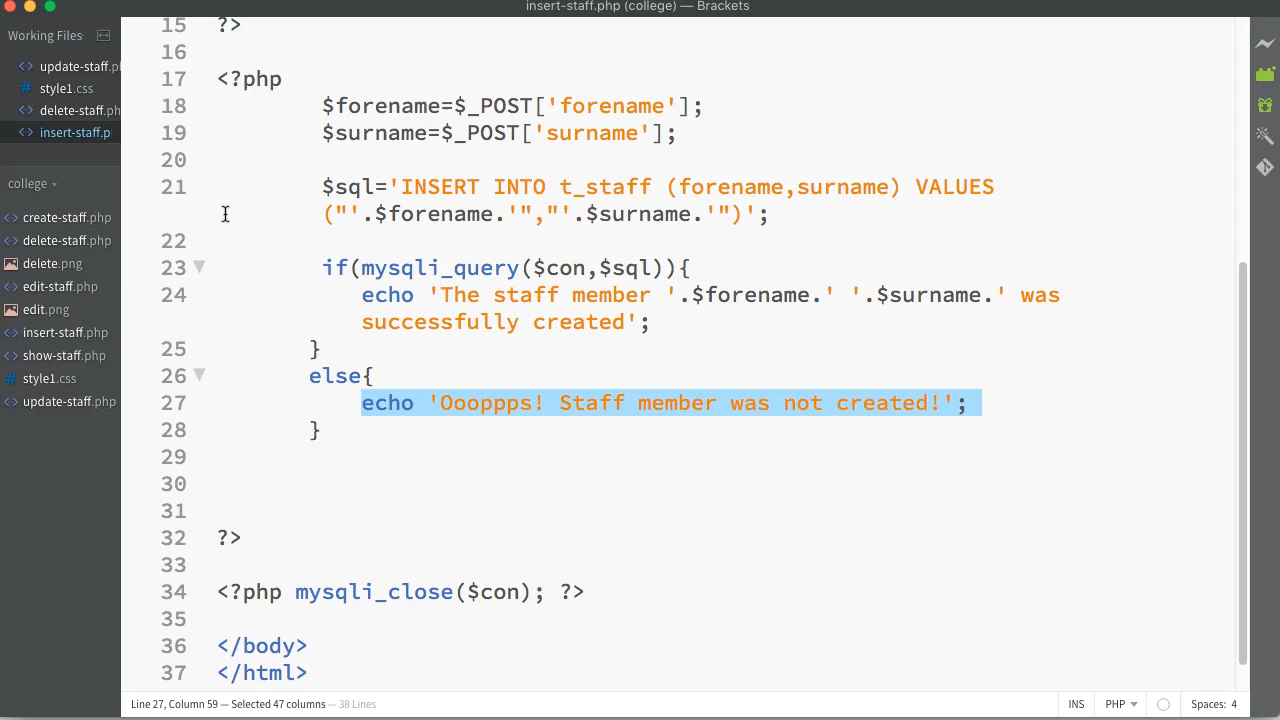 insert-staff.php (college) — Brackets
Working Files
update-staff.p
style1.css
delete-staff.ph
insert-staff.p
college
create-staff.php
delete-staff.php
delete.png
edit-staff.php
edit.png
insert-staff.php
show-staff.php
style1.css
update-staff.php
15 ?>
16
17 <?php
18 $forename=$_POST['forename'];
19 $surname=$_POST['surname'];
20
21 $sql='INSERT INTO t_staff (forename,surname) VALUES
("'.$forename.'","'.$surname.'")';
22
23 if(mysqli_query($con,$sql)){
24 echo 'The staff member '.$forename.' '.$surname.' was
successfully created';
25 }
26 else{
27 echo 'Oooppps! Staff member was not created!';
28 }
29
30
31
32 ?>
33
34 <?php mysqli_close($con); ?>
35
36 </body>
37 </html>
Line 27, Column 59 — Selected 47 columns — 38 Lines
INS
PHP
Spaces: 4